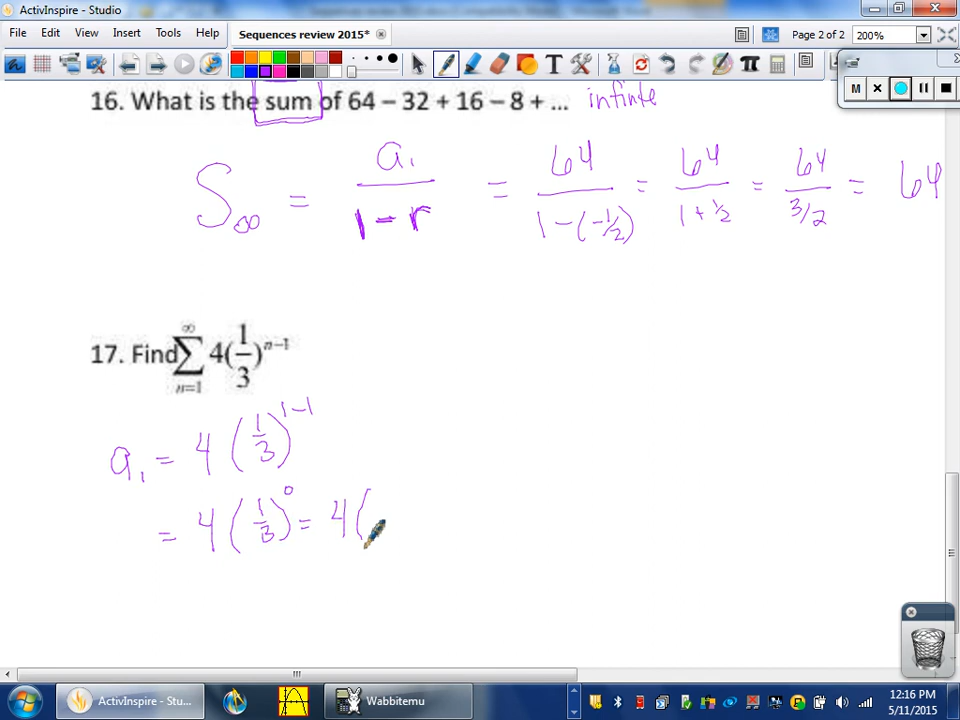 ActivInspire - Studio
File Edit View Insert Tools Help Sequences review 2015* Page 2 of 2 200%
M
16. What is the sum of 64 – 32 + 16 – 8 + ... infinite
S∞ = a₁/(1 - r) = 64/(1-(-1/2)) = 64/(1+1/2) = 64/(3/2) = 64
17. Find ∑_{n=1}^{∞} 4(1/3)^{n-1}
a₁ = 4(1/3)^{1-1}
= 4(1/3)^0 = 4(
ActivInspire - Stu... Wabbitemu 12:16 PM
5/11/2015